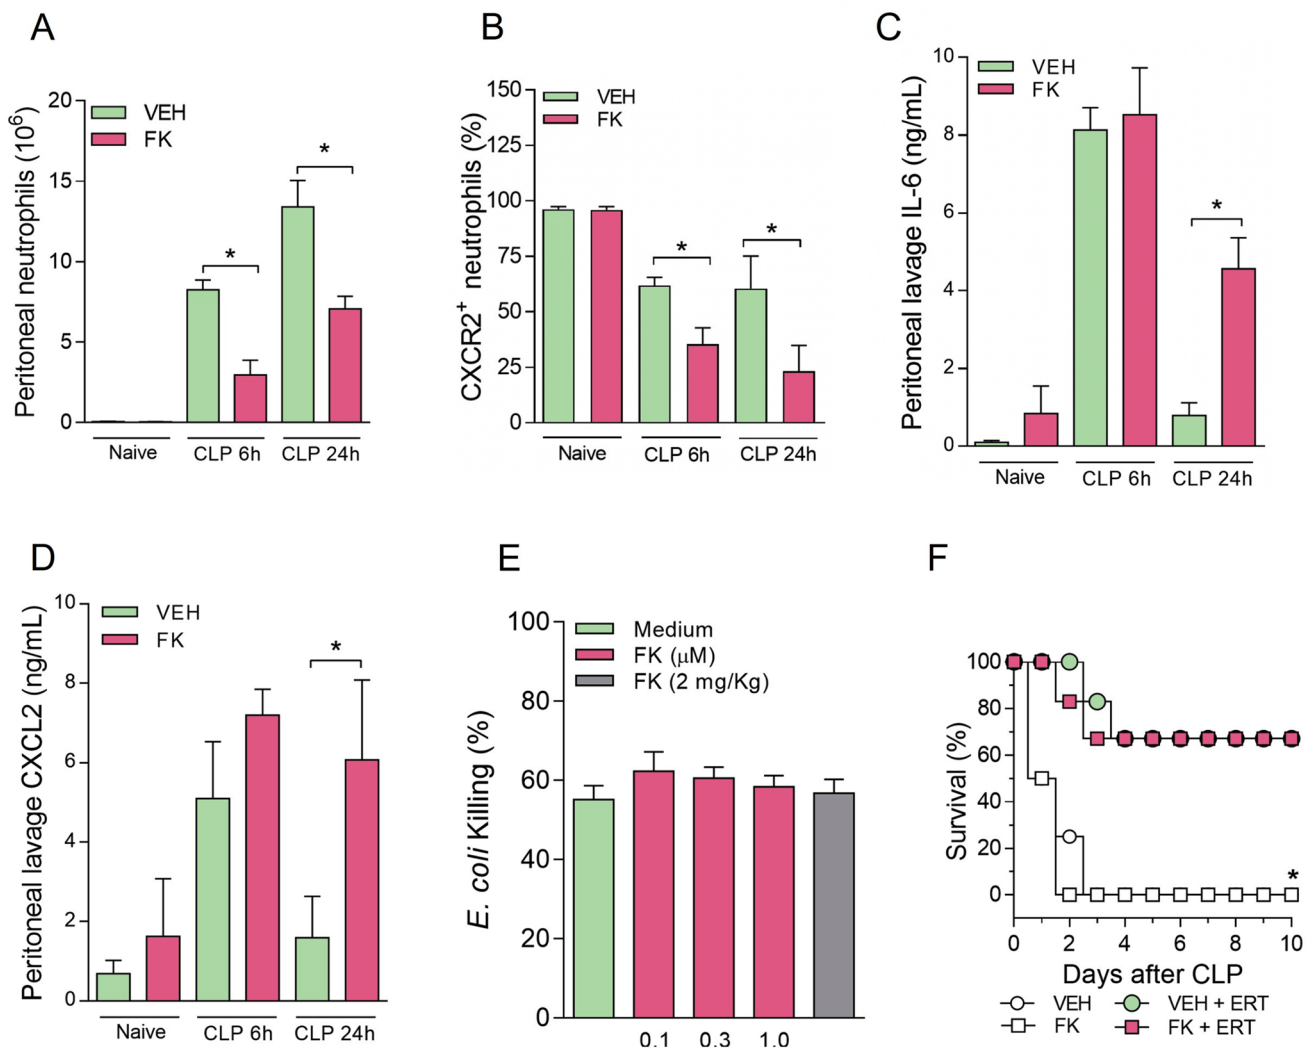 A
Peritoneal neutrophils (10⁶)
20
15
10
5
0
VEH
FK
*
*
Naive
CLP 6h
CLP 24h
B
CXCR2⁺ neutrophils (%)
150
125
100
75
50
25
0
VEH
FK
*
*
Naive
CLP 6h
CLP 24h
C
Peritoneal lavage IL-6 (ng/mL)
10
8
6
4
2
0
VEH
FK
*
Naive
CLP 6h
CLP 24h
D
Peritoneal lavage CXCL2 (ng/mL)
10
8
6
4
2
0
VEH
FK
*
Naive
CLP 6h
CLP 24h
E
E. coli Killing (%)
100
80
60
40
20
0
Medium
FK (μM)
FK (2 mg/Kg)
0.1 0.3 1.0
F
Survival (%)
100
80
60
40
20
0
*
0 2 4 6 8 10
Days after CLP
VEH VEH + ERT
FK FK + ERT